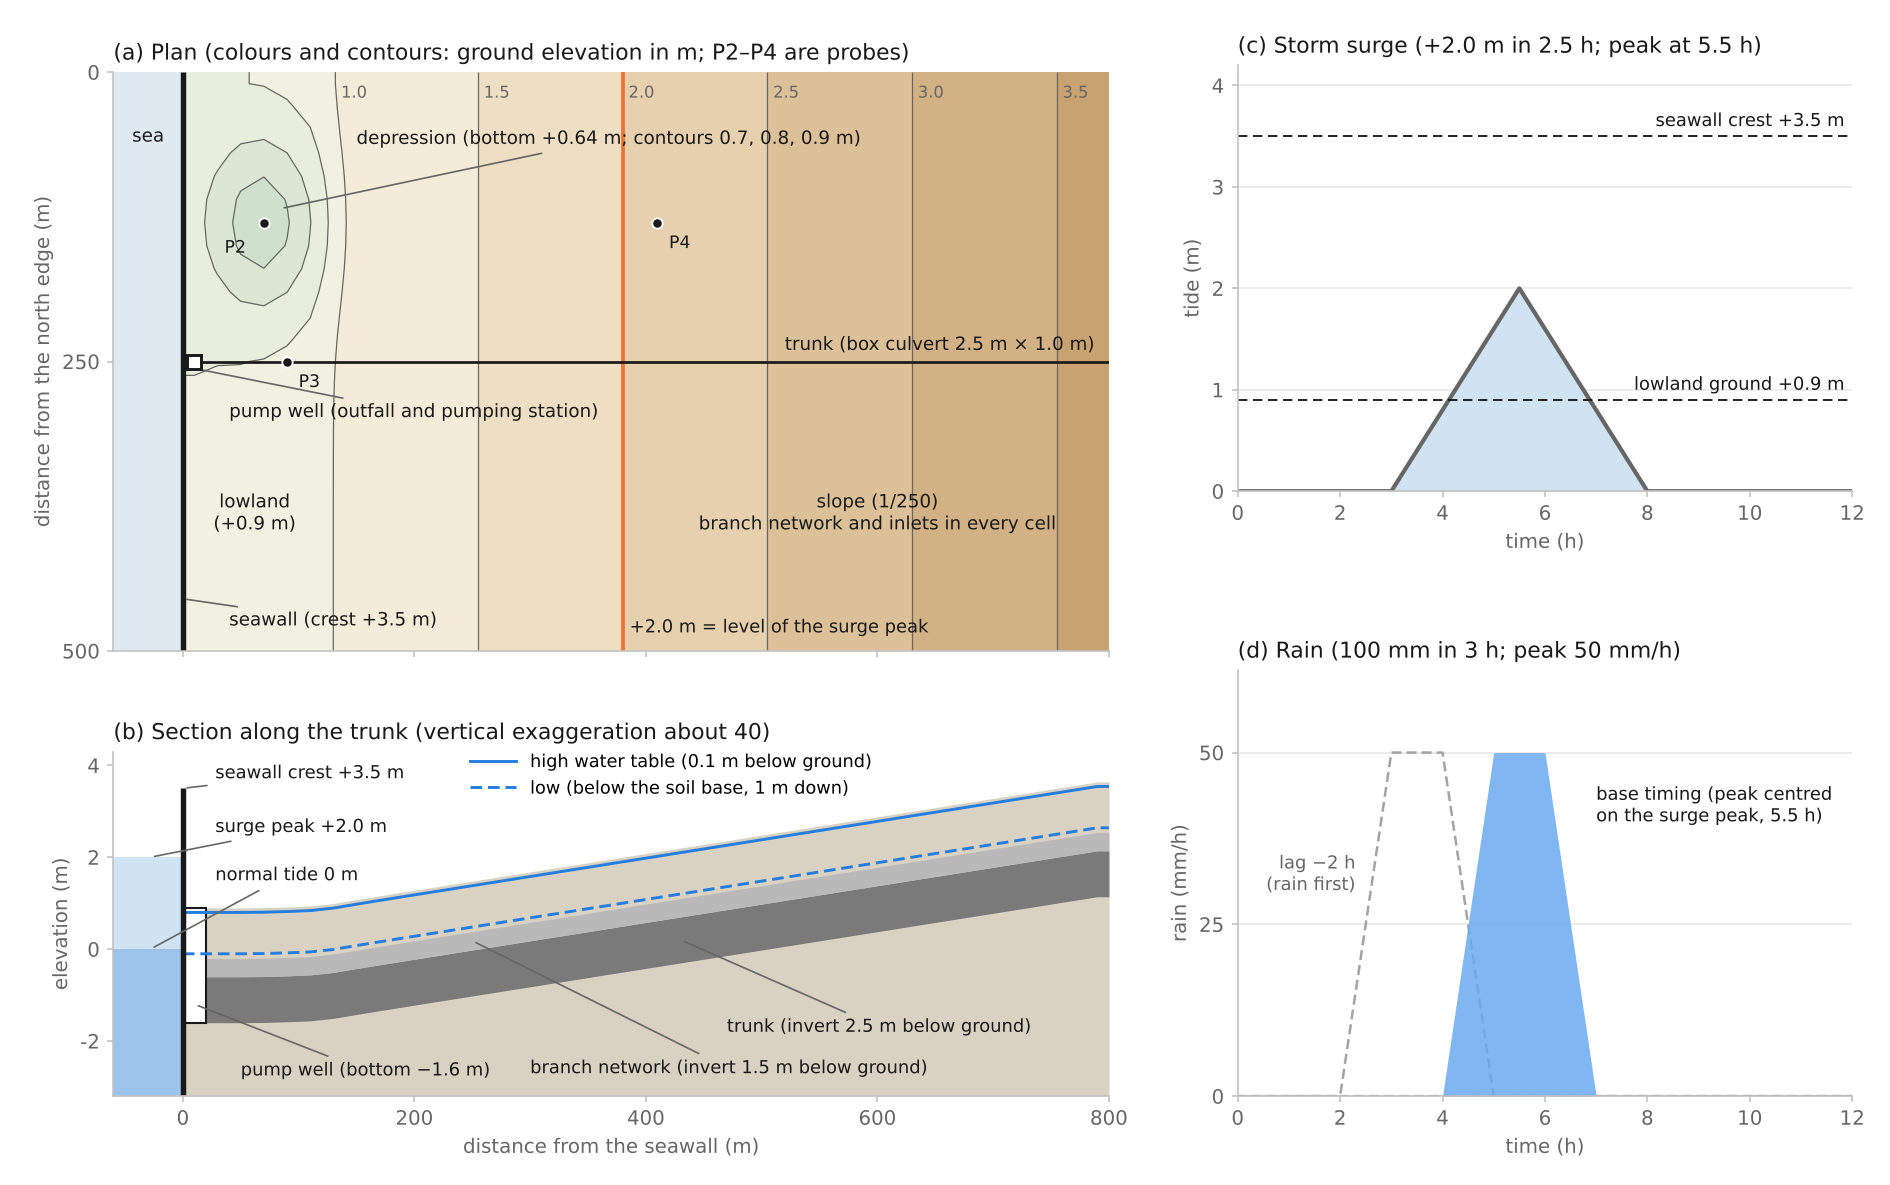 (a) Plan (colours and contours: ground elevation in m; P2–P4 are probes)
0
250
500
distance from the north edge (m)
sea
1.0
1.5
2.0
2.5
3.0
3.5
depression (bottom +0.64 m; contours 0.7, 0.8, 0.9 m)
P2
P4
trunk (box culvert 2.5 m × 1.0 m)
P3
pump well (outfall and pumping station)
lowland
(+0.9 m)
slope (1/250)
branch network and inlets in every cell
seawall (crest +3.5 m)
+2.0 m = level of the surge peak
(b) Section along the trunk (vertical exaggeration about 40)
4
2
0
-2
elevation (m)
high water table (0.1 m below ground)
low (below the soil base, 1 m down)
seawall crest +3.5 m
surge peak +2.0 m
normal tide 0 m
trunk (invert 2.5 m below ground)
pump well (bottom −1.6 m)
branch network (invert 1.5 m below ground)
0
200
400
600
800
distance from the seawall (m)
(c) Storm surge (+2.0 m in 2.5 h; peak at 5.5 h)
4
3
2
1
0
tide (m)
seawall crest +3.5 m
lowland ground +0.9 m
0
2
4
6
8
10
12
time (h)
(d) Rain (100 mm in 3 h; peak 50 mm/h)
50
25
0
rain (mm/h)
base timing (peak centred
on the surge peak, 5.5 h)
lag −2 h
(rain first)
0
2
4
6
8
10
12
time (h)